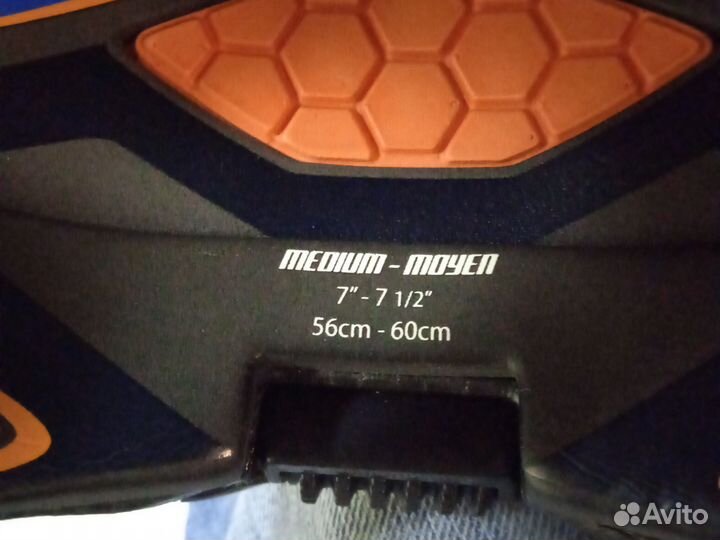 MEDIUM - MOYEN
7" - 7 1/2"
56cm - 60cm
Avito